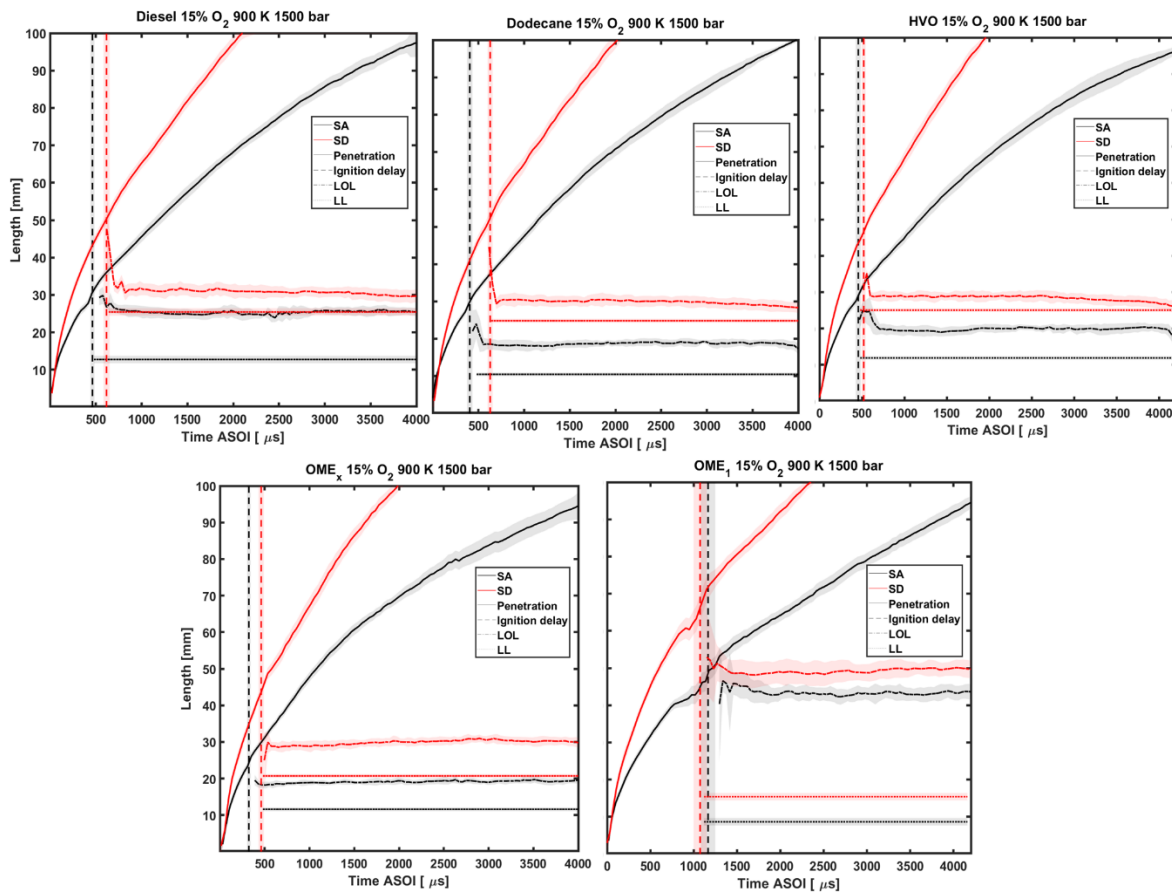 Diesel 15% O2 900 K 1500 bar
Dodecane 15% O2 900 K 1500 bar
HVO 15% O2 900 K 1500 bar
Length [mm]
100
90
80
70
60
50
40
30
20
10
SA
SD
Penetration
Ignition delay
LOL
LL
SA
SD
Penetration
Ignition delay
LOL
LL
SA
SD
Penetration
Ignition delay
LOL
LL
500 1000 1500 2000 2500 3000 3500 4000
500 1000 1500 2000 2500 3000 3500 4000
0 500 1000 1500 2000 2500 3000 3500 4000
Time ASOI [ μs]
Time ASOI [ μs]
Time ASOI [ μs]
OMEx 15% O2 900 K 1500 bar
OME1 15% O2 900 K 1500 bar
Length [mm]
100
90
80
70
60
50
40
30
20
10
SA
SD
Penetration
Ignition delay
LOL
LL
SA
SD
Penetration
Ignition delay
LOL
LL
500 1000 1500 2000 2500 3000 3500 4000
0 500 1000 1500 2000 2500 3000 3500 4000
Time ASOI [ μs]
Time ASOI [ μs]